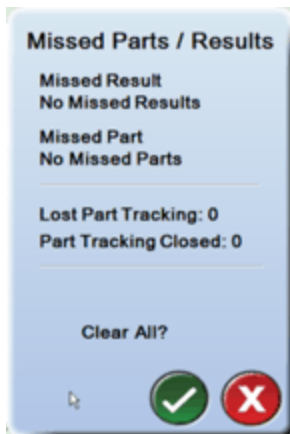 Missed Parts / Results
Missed Result
No Missed Results
Missed Part
No Missed Parts
Lost Part Tracking: 0
Part Tracking Closed: 0
Clear All?